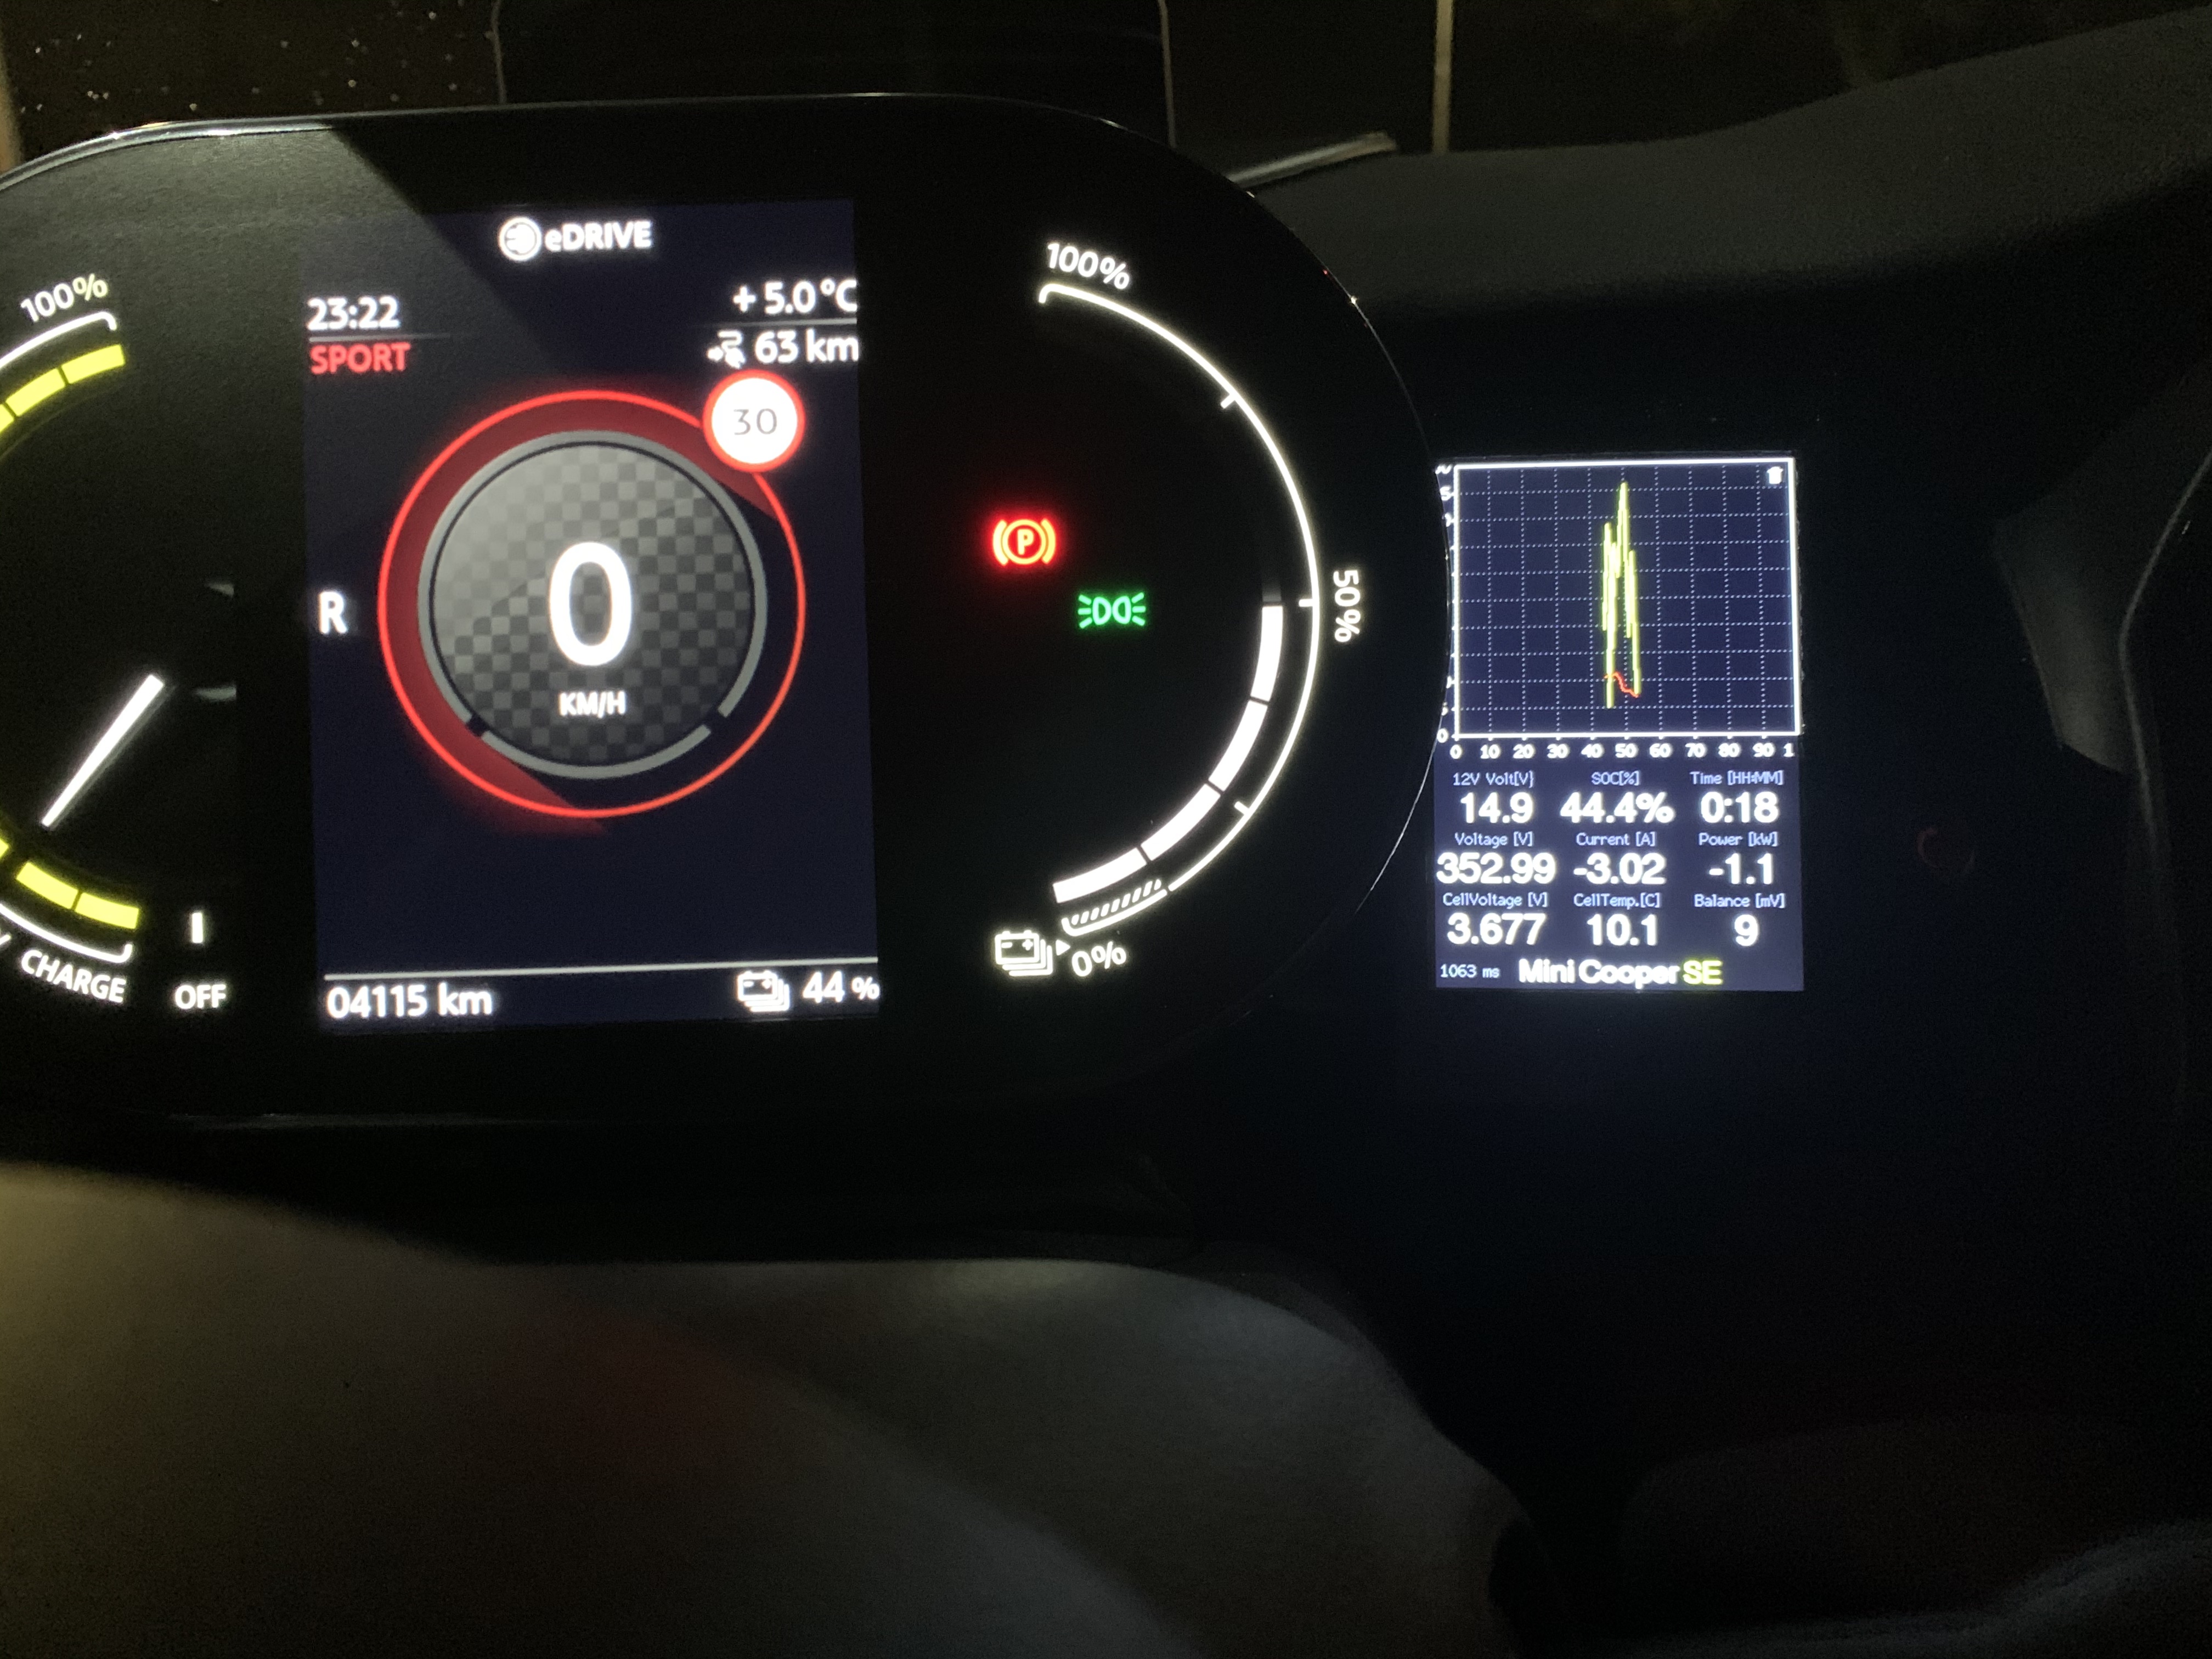 eDRIVE
100%
23:22
+ 5.0 °C
SPORT
63 km
30
R
0
KM/H
CHARGE
OFF
04115 km
44 %
100%
50%
0%
P
0
0 10 20 30 40 50 60 70 80 90 1
12V Volt[V] SOC[%] Time [HH:MM]
14.9 44.4% 0:18
Voltage [V] Current [A] Power [kW]
352.99 -3.02 -1.1
CellVoltage [V] CellTemp.[C] Balance [mV]
3.677 10.1 9
1063 ms Mini Cooper SE